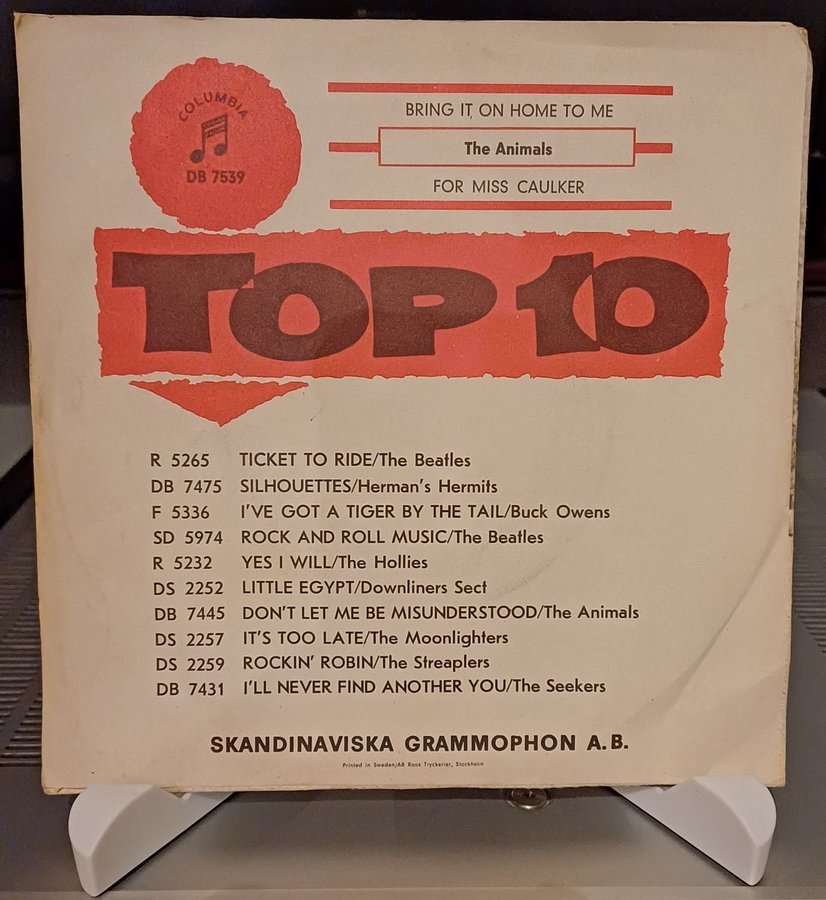 COLUMBIA
DB 7539
BRING IT ON HOME TO ME
The Animals
FOR MISS CAULKER
TOP 10
R 5265 TICKET TO RIDE/The Beatles
DB 7475 SILHOUETTES/Herman's Hermits
F 5336 I'VE GOT A TIGER BY THE TAIL/Buck Owens
SD 5974 ROCK AND ROLL MUSIC/The Beatles
R 5232 YES I WILL/The Hollies
DS 2252 LITTLE EGYPT/Downliners Sect
DB 7445 DON'T LET ME BE MISUNDERSTOOD/The Animals
DS 2257 IT'S TOO LATE/The Moonlighters
DS 2259 ROCKIN' ROBIN/The Streaplers
DB 7431 I'LL NEVER FIND ANOTHER YOU/The Seekers
SKANDINAVISKA GRAMMOPHON A.B.
Printed in Sweden/AB Roos Tryckerier, Stockholm